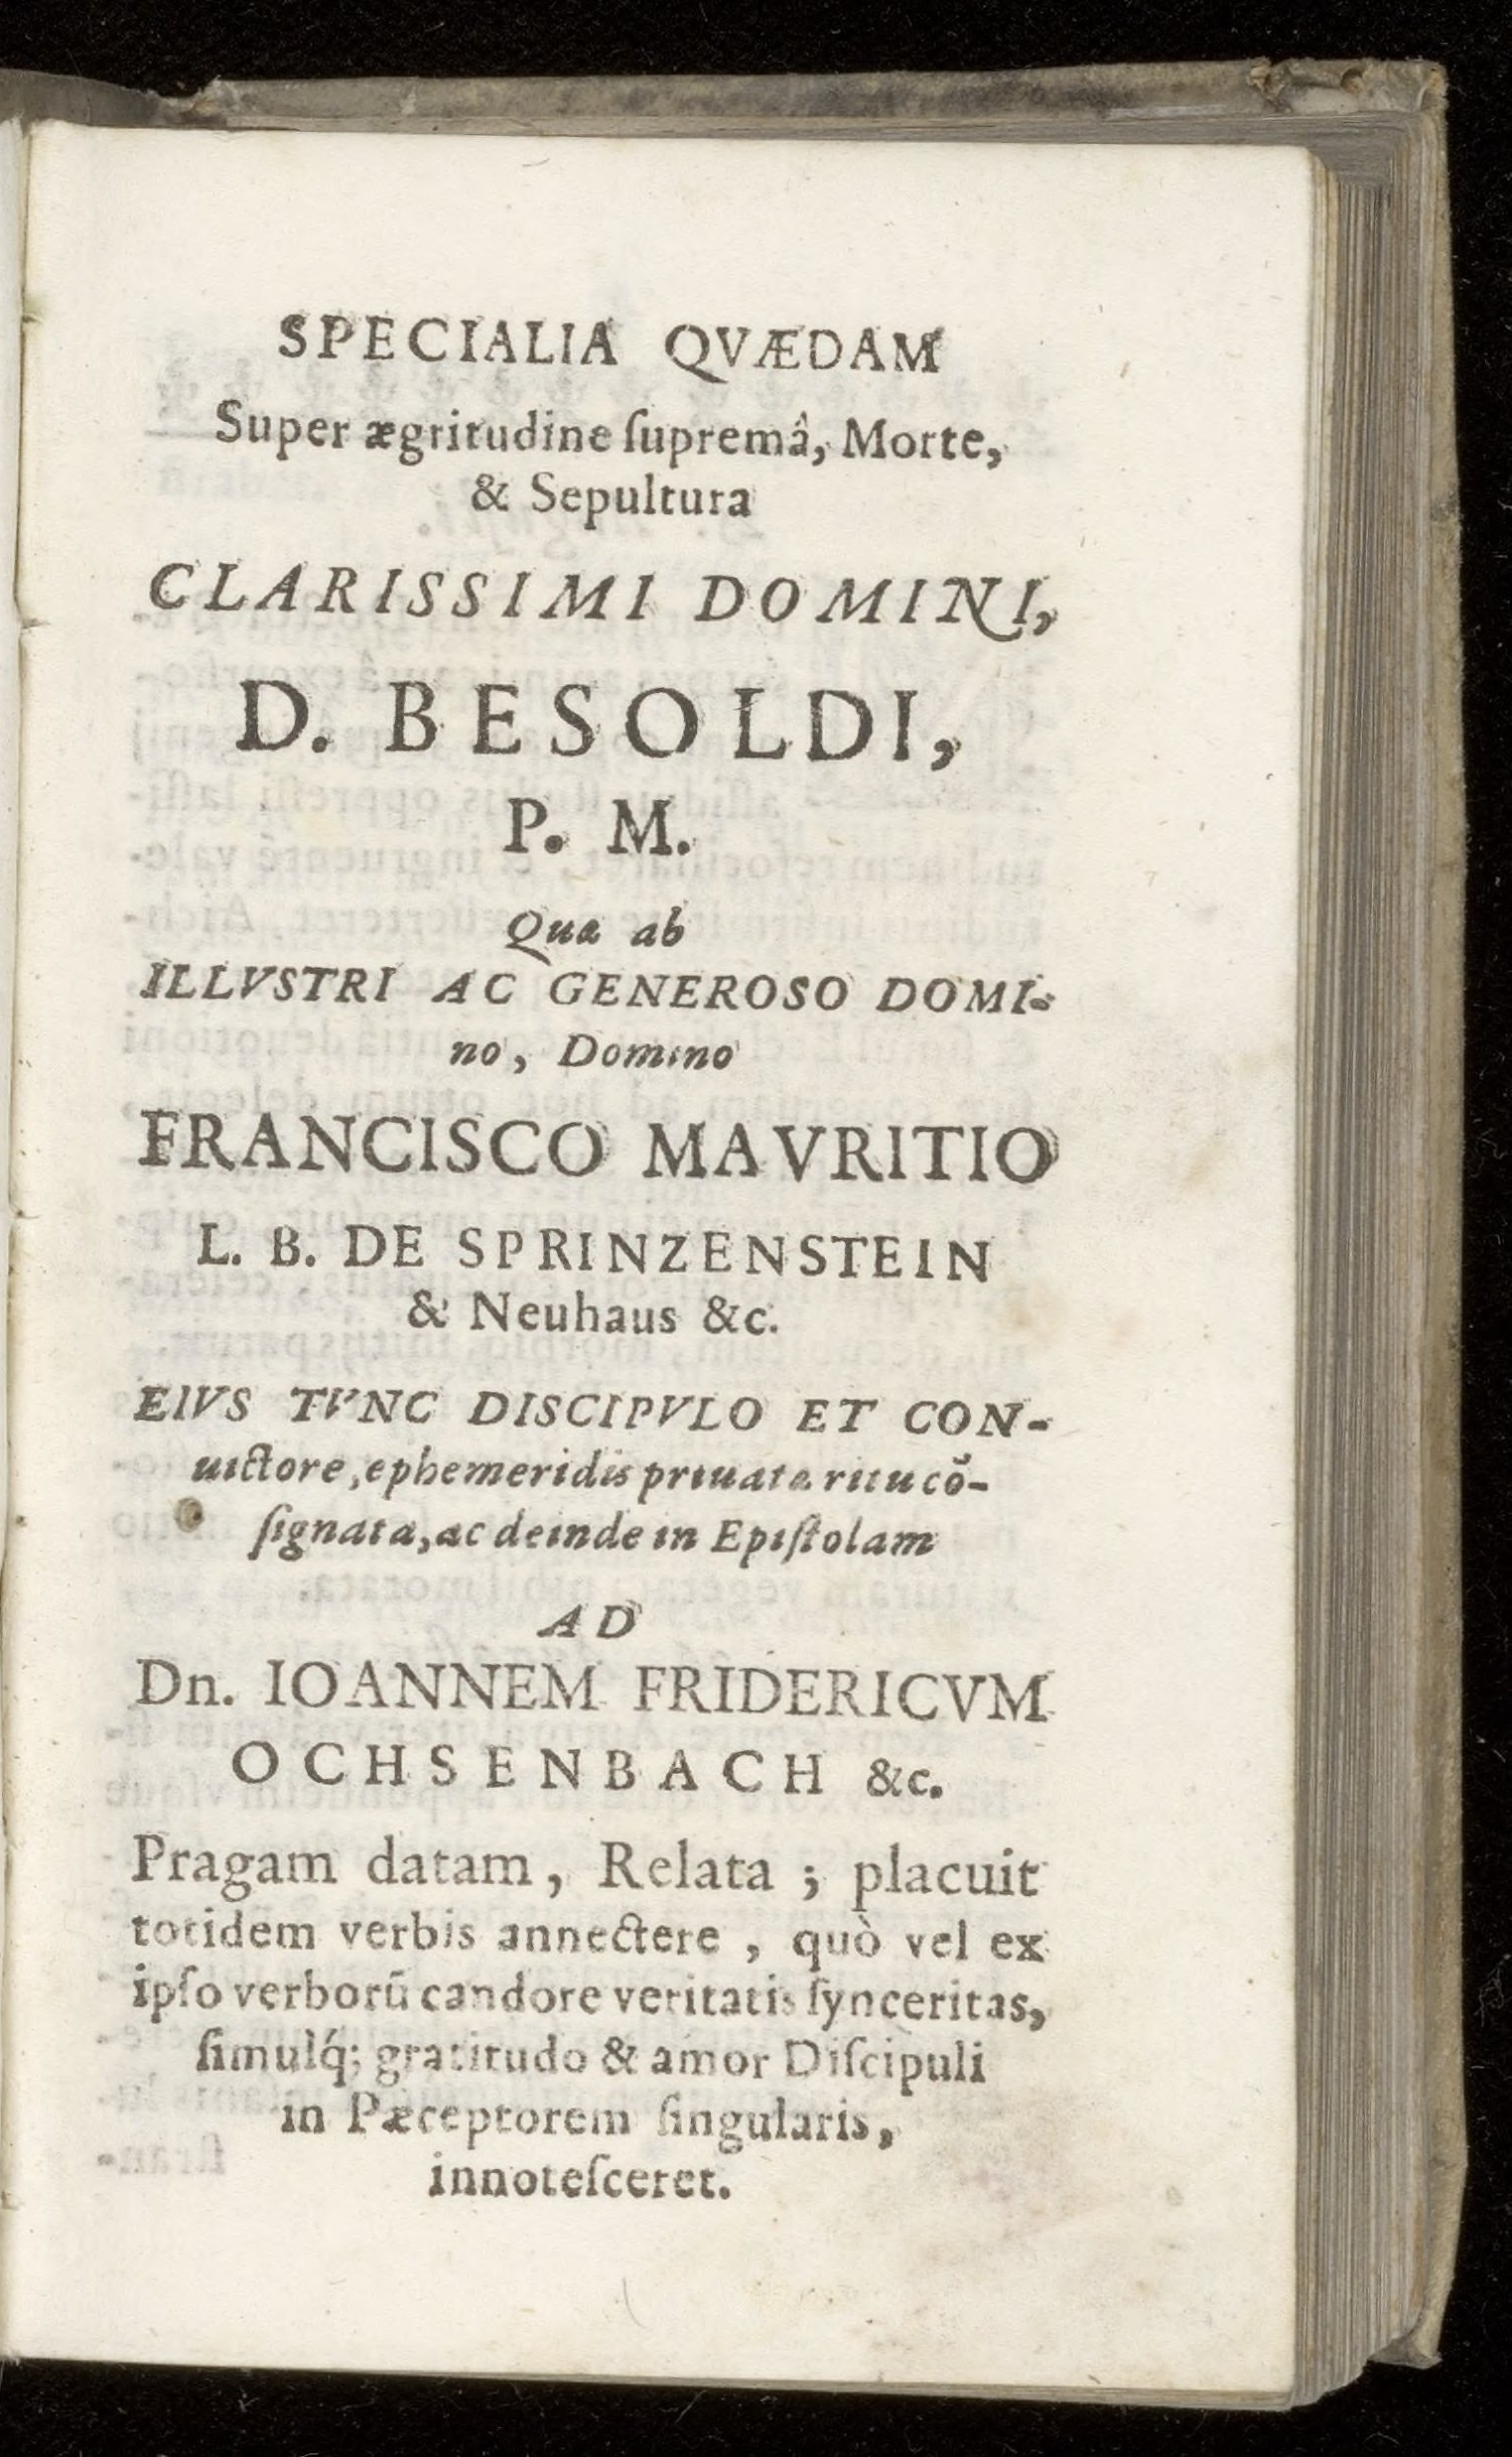 SPECIALIA QVÆDAM
Super ægritudine ſupremâ, Morte,
& Sepultura
CLARISSIMI DOMINI,
D. BESOLDI,
P. M.
Quæ ab
ILLVSTRI AC GENEROSO DOMI-
no, Domino
FRANCISCO MAVRITIO
L. B. DE SPRINZENSTEIN
& Neuhaus &c.
EIVS TVNC DISCIPVLO ET CON-
uictore, ephemeridis priuatæ ritu cõ-
ſignata, ac deinde in Epiſtolam
AD
Dn. IOANNEM FRIDERICVM
OCHSENBACH &c.
Pragam datam, Relata ; placuit
totidem verbis annectere , quò vel ex
ipſo verborū candore veritatis ſynceritas,
ſimulq́; gratitudo & amor Diſcipuli
in Pæceptorem ſingularis,
innoteſceret.